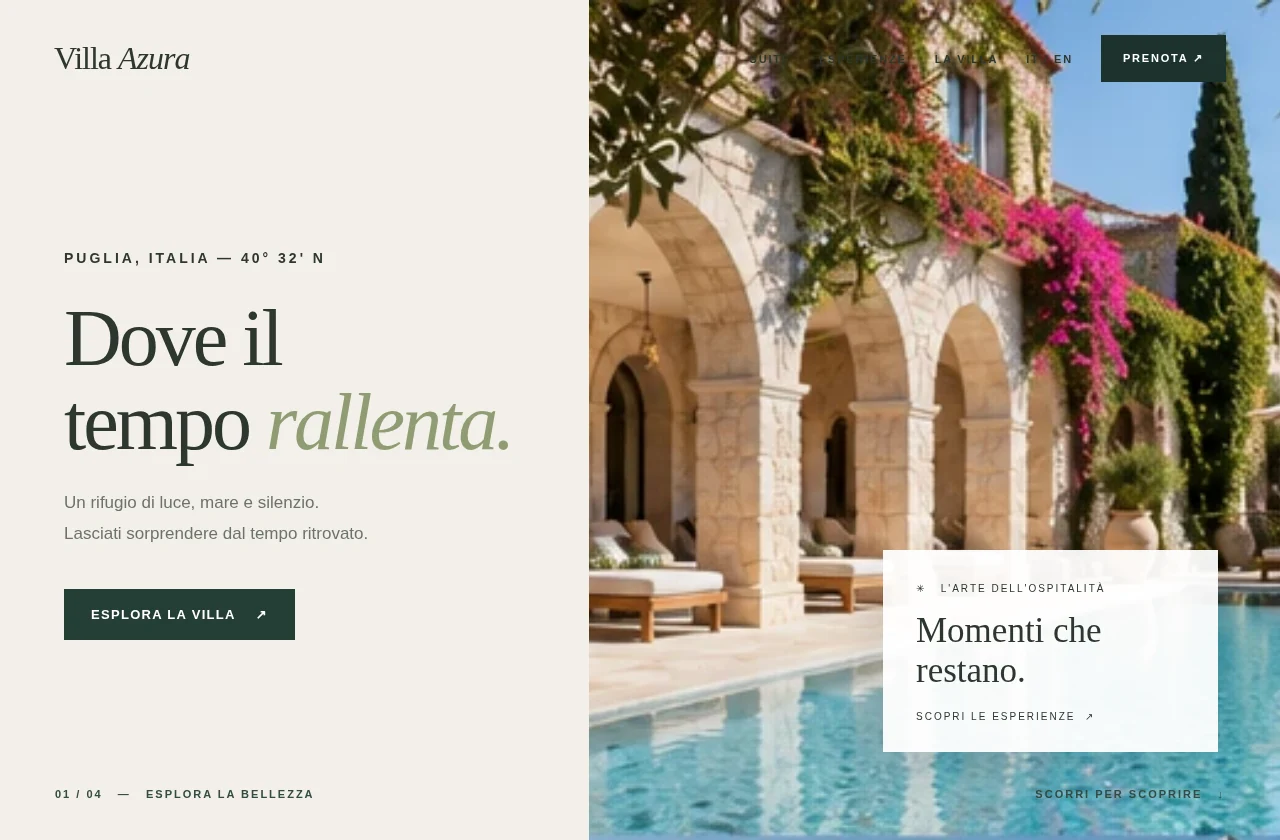 Villa Azura
SUITE ESPERIENZE LA VILLA IT / EN PRENOTA ↗
PUGLIA, ITALIA — 40° 32' N
Dove il
tempo rallenta.
Un rifugio di luce, mare e silenzio.
Lasciati sorprendere dal tempo ritrovato.
ESPLORA LA VILLA ↗
✳ L'ARTE DELL'OSPITALITÀ
Momenti che
restano.
SCOPRI LE ESPERIENZE ↗
01 / 04 — ESPLORA LA BELLEZZA
SCORRI PER SCOPRIRE ↓